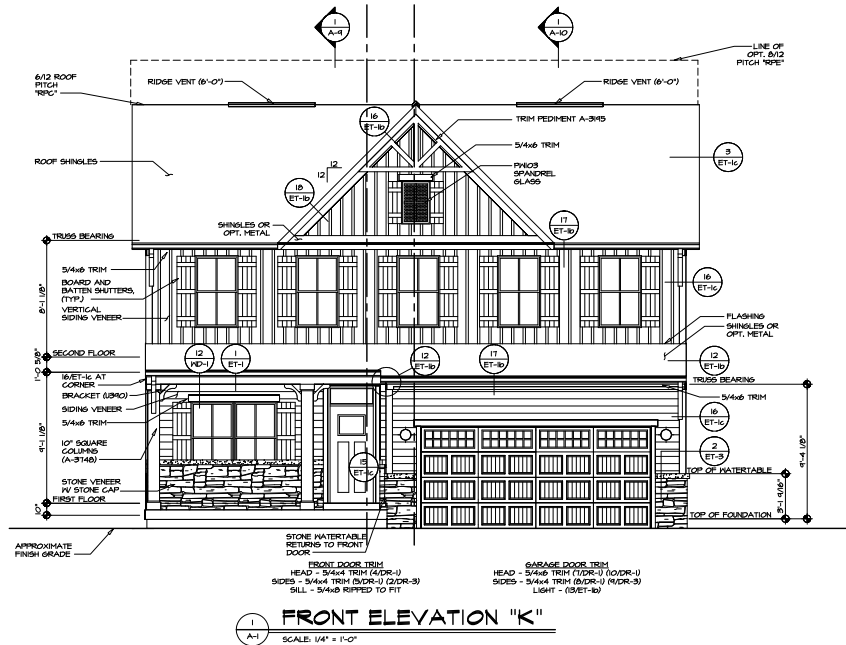 1
A-9
1
A-10
LINE OF
OPT. 8/12
PITCH "RPE"
6/12 ROOF
PITCH
"RPC"
RIDGE VENT (6'-0")
RIDGE VENT (6'-0")
16
ET-1b
TRIM PEDIMENT A-3195
5/4x6 TRIM
3
ET-1c
ROOF SHINGLES
12
12
PW103
SPANDREL
GLASS
18
ET-1b
SHINGLES OR
OPT. METAL
17
ET-1b
TRUSS BEARING
5/4x6 TRIM
BOARD AND
BATTEN SHUTTERS,
(TYP.)
VERTICAL
SIDING VENEER
8'-1 1/8"
16
ET-1c
FLASHING
SHINGLES OR
OPT. METAL
SECOND FLOOR
1'-0 5/8"
12
WD-1
1
ET-1
12
ET-1b
17
ET-1b
12
ET-1b
16/ET-1c AT
CORNER
BRACKET (U390)
SIDING VENEER
5/4x6 TRIM
10" SQUARE
COLUMNS
(A-3748)
9'-1 1/8"
TRUSS BEARING
5/4x6 TRIM
16
ET-1c
2
ET-3
9'-4 1/8"
15
ET-1c
TOP OF WATERTABLE
STONE VENEER
W/ STONE CAP
FIRST FLOOR
10"
TOP OF FOUNDATION
APPROXIMATE
FINISH GRADE
STONE WATERTABLE
RETURNS TO FRONT
DOOR
FRONT DOOR TRIM
HEAD - 5/4x4 TRIM (4/DR-1)
SIDES - 5/4x4 TRIM (5/DR-1) (2/DR-3)
SILL - 5/4x8 RIPPED TO FIT
GARAGE DOOR TRIM
HEAD - 5/4x6 TRIM (7/DR-1) (10/DR-1)
SIDES - 5/4x4 TRIM (8/DR-1) (9/DR-3)
LIGHT - (13/ET-1b)
1
A-1
FRONT ELEVATION "K"
SCALE: 1/4" = 1'-0"